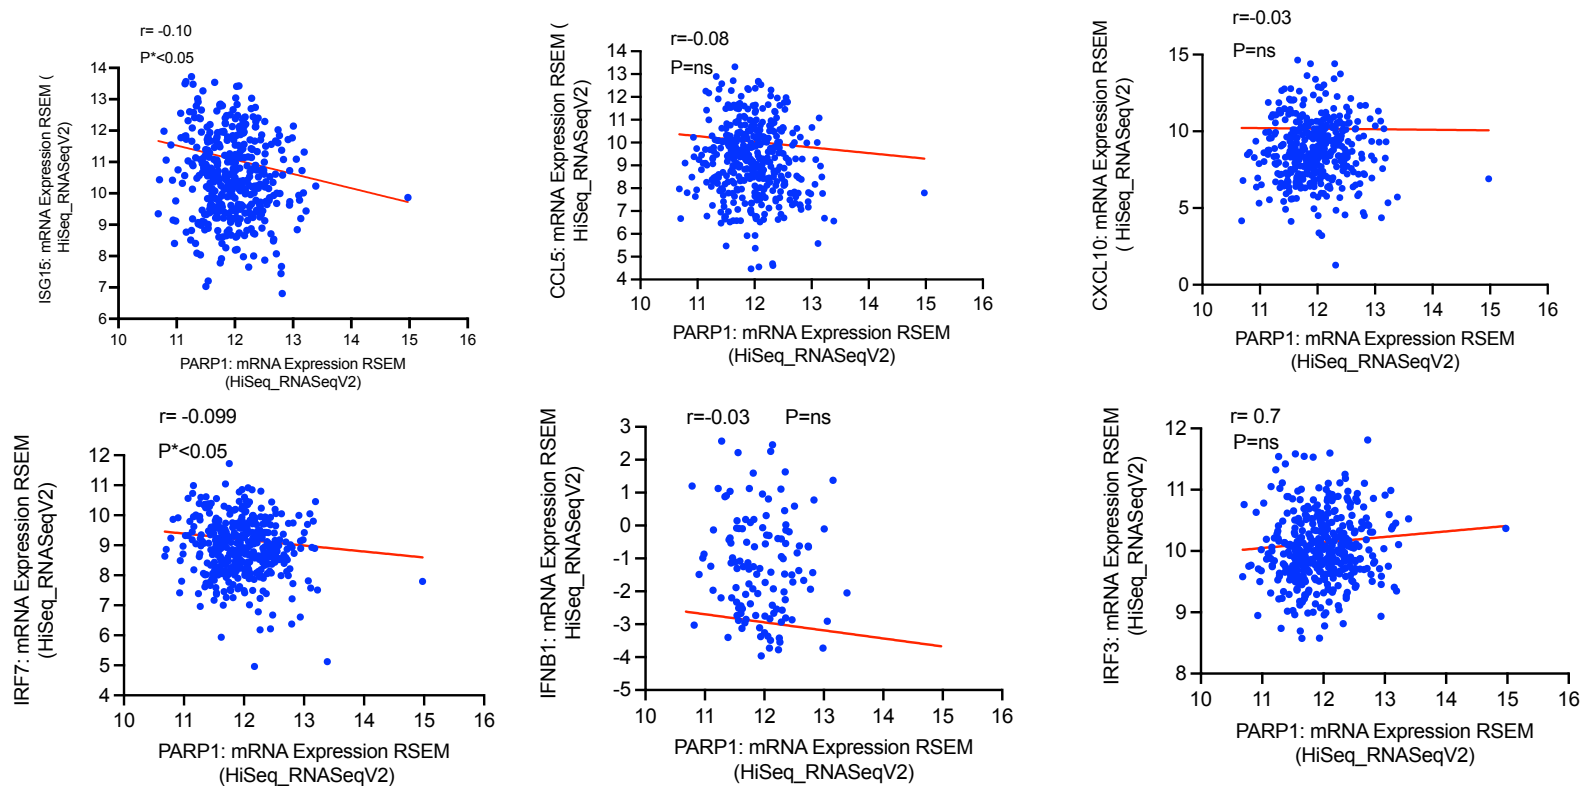 r= -0.10
P*<0.05
ISG15: mRNA Expression RSEM (
HiSeq_RNASeqV2)
14
13
12
11
10
9
8
7
6
10
11
12
13
14
15
16
PARP1: mRNA Expression RSEM
(HiSeq_RNASeqV2)
r=-0.08
P=ns
CCL5: mRNA Expression RSEM (
HiSeq_RNASeqV2)
14
13
12
11
10
9
8
7
6
5
4
10
11
12
13
14
15
16
PARP1: mRNA Expression RSEM
(HiSeq_RNASeqV2)
r=-0.03
P=ns
CXCL10: mRNA Expression RSEM
( HiSeq_RNASeqV2)
15
10
5
0
10
11
12
13
14
15
16
PARP1: mRNA Expression RSEM
(HiSeq_RNASeqV2)
r= -0.099
P*<0.05
IRF7: mRNA Expression RSEM
(HiSeq_RNASeqV2)
12
11
10
9
8
7
6
5
4
10
11
12
13
14
15
16
PARP1: mRNA Expression RSEM
(HiSeq_RNASeqV2)
r=-0.03 P=ns
IFNB1: mRNA Expression RSEM
HiSeq_RNASeqV2)
3
2
1
0
-1
-2
-3
-4
-5
10
11
12
13
14
15
16
PARP1: mRNA Expression RSEM
(HiSeq_RNASeqV2)
r= 0.7
P=ns
IRF3: mRNA Expression RSEM
(HiSeq_RNASeqV2)
12
11
10
9
8
10
11
12
13
14
15
16
PARP1: mRNA Expression RSEM
(HiSeq_RNASeqV2)